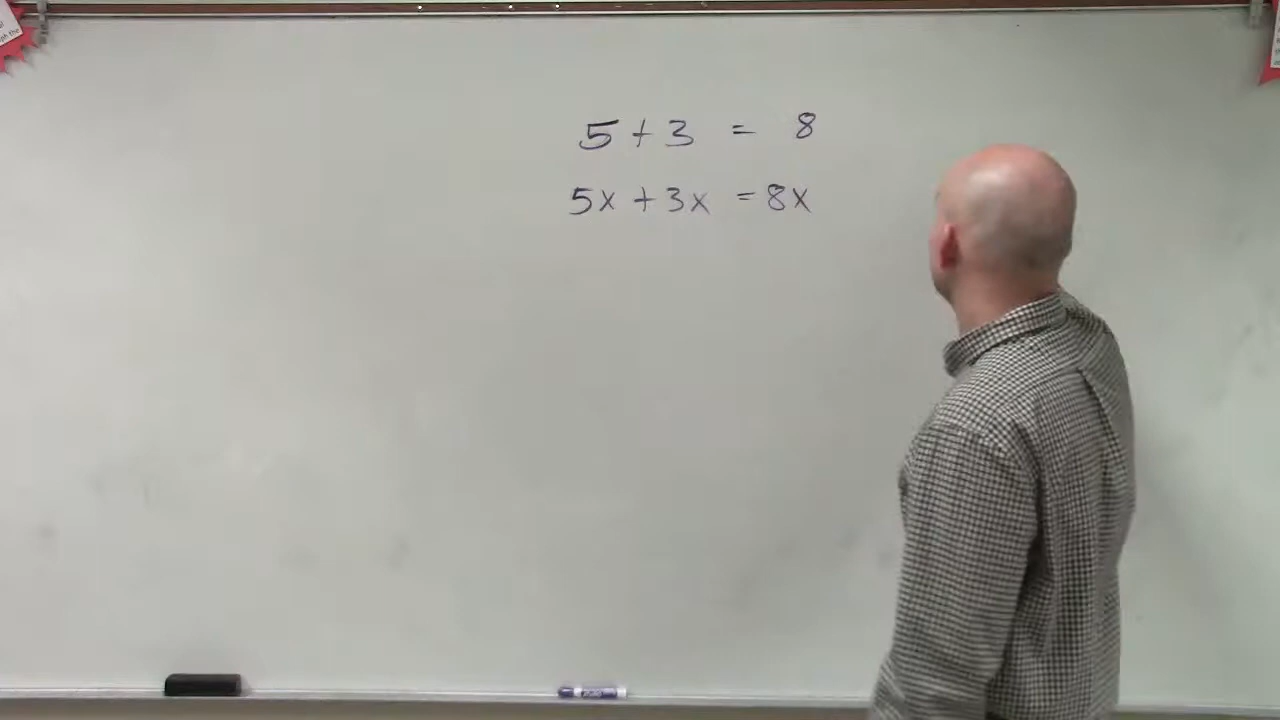 5 + 3 = 8
5x + 3x = 8x